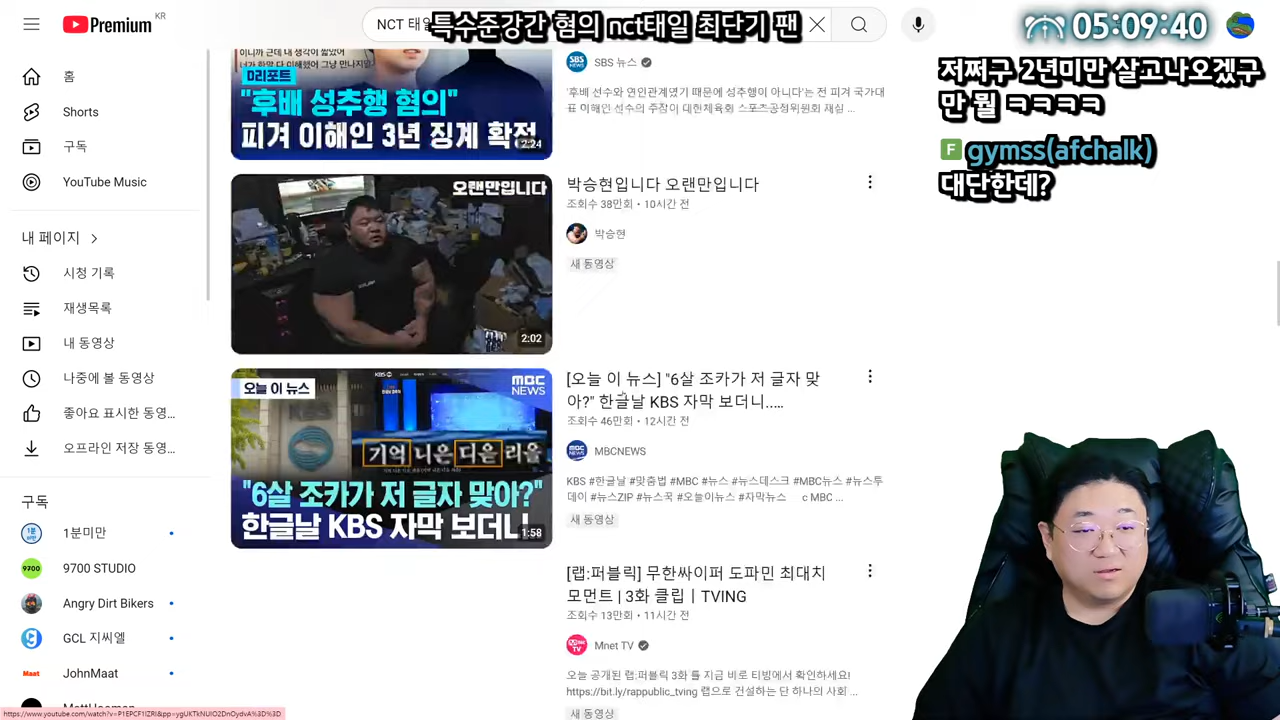 KR
Premium
NCT 태일
특수준강간 혐의 nct태일 최단기 팬
05:09:40
저쩌구 2년미만 살고나오겠구
만 뭘 ㅋㅋㅋㅋ
F gymss(afchalk)
대단한데?
홈
Shorts
구독
YouTube Music
내 페이지
시청 기록
재생목록
내 동영상
나중에 볼 동영상
좋아요 표시한 동영...
오프라인 저장 동영...
구독
1분미만
9700 STUDIO
Angry Dirt Bikers
GCL 지씨엘
JohnMaat
D리포트
"후배 성추행 혐의"
피겨 이해인 3년 징계 확정
2:24
SBS 뉴스
'후배 선수와 연인관계였기 때문에 성추행이 아니다'는 전 피겨 국가대
표 이해인 선수의 주장이 대한체육회 스포츠공정위원회 재심 ...
오랜만입니다
2:02
박승현입니다 오랜만입니다
조회수 38만회 • 10시간 전
박승현
새 동영상
오늘 이 뉴스
KBS
MBC
NEWS
기억 니은 디은 리을
"6살 조카가 저 글자 맞아?"
한글날 KBS 자막 보더니
1:58
[오늘 이 뉴스] "6살 조카가 저 글자 맞
아?" 한글날 KBS 자막 보더니.....
조회수 46만회 • 12시간 전
MBCNEWS
KBS #한글날 #맞춤법 #MBC #뉴스 #뉴스데스크 #MBC뉴스 #뉴스투
데이 #뉴스ZIP #뉴스꾹 #오늘이뉴스 #자막뉴스 ⓒ MBC ...
새 동영상
[랩:퍼블릭] 무한싸이퍼 도파민 최대치
모먼트 | 3화 클립 | TVING
조회수 13만회 • 11시간 전
Mnet TV
오늘 공개된 랩:퍼블릭 3화 를 지금 바로 티빙에서 확인하세요!
https://bit.ly/rappublic_tving 랩으로 건설하는 단 하나의 사회 ...
새 동영상